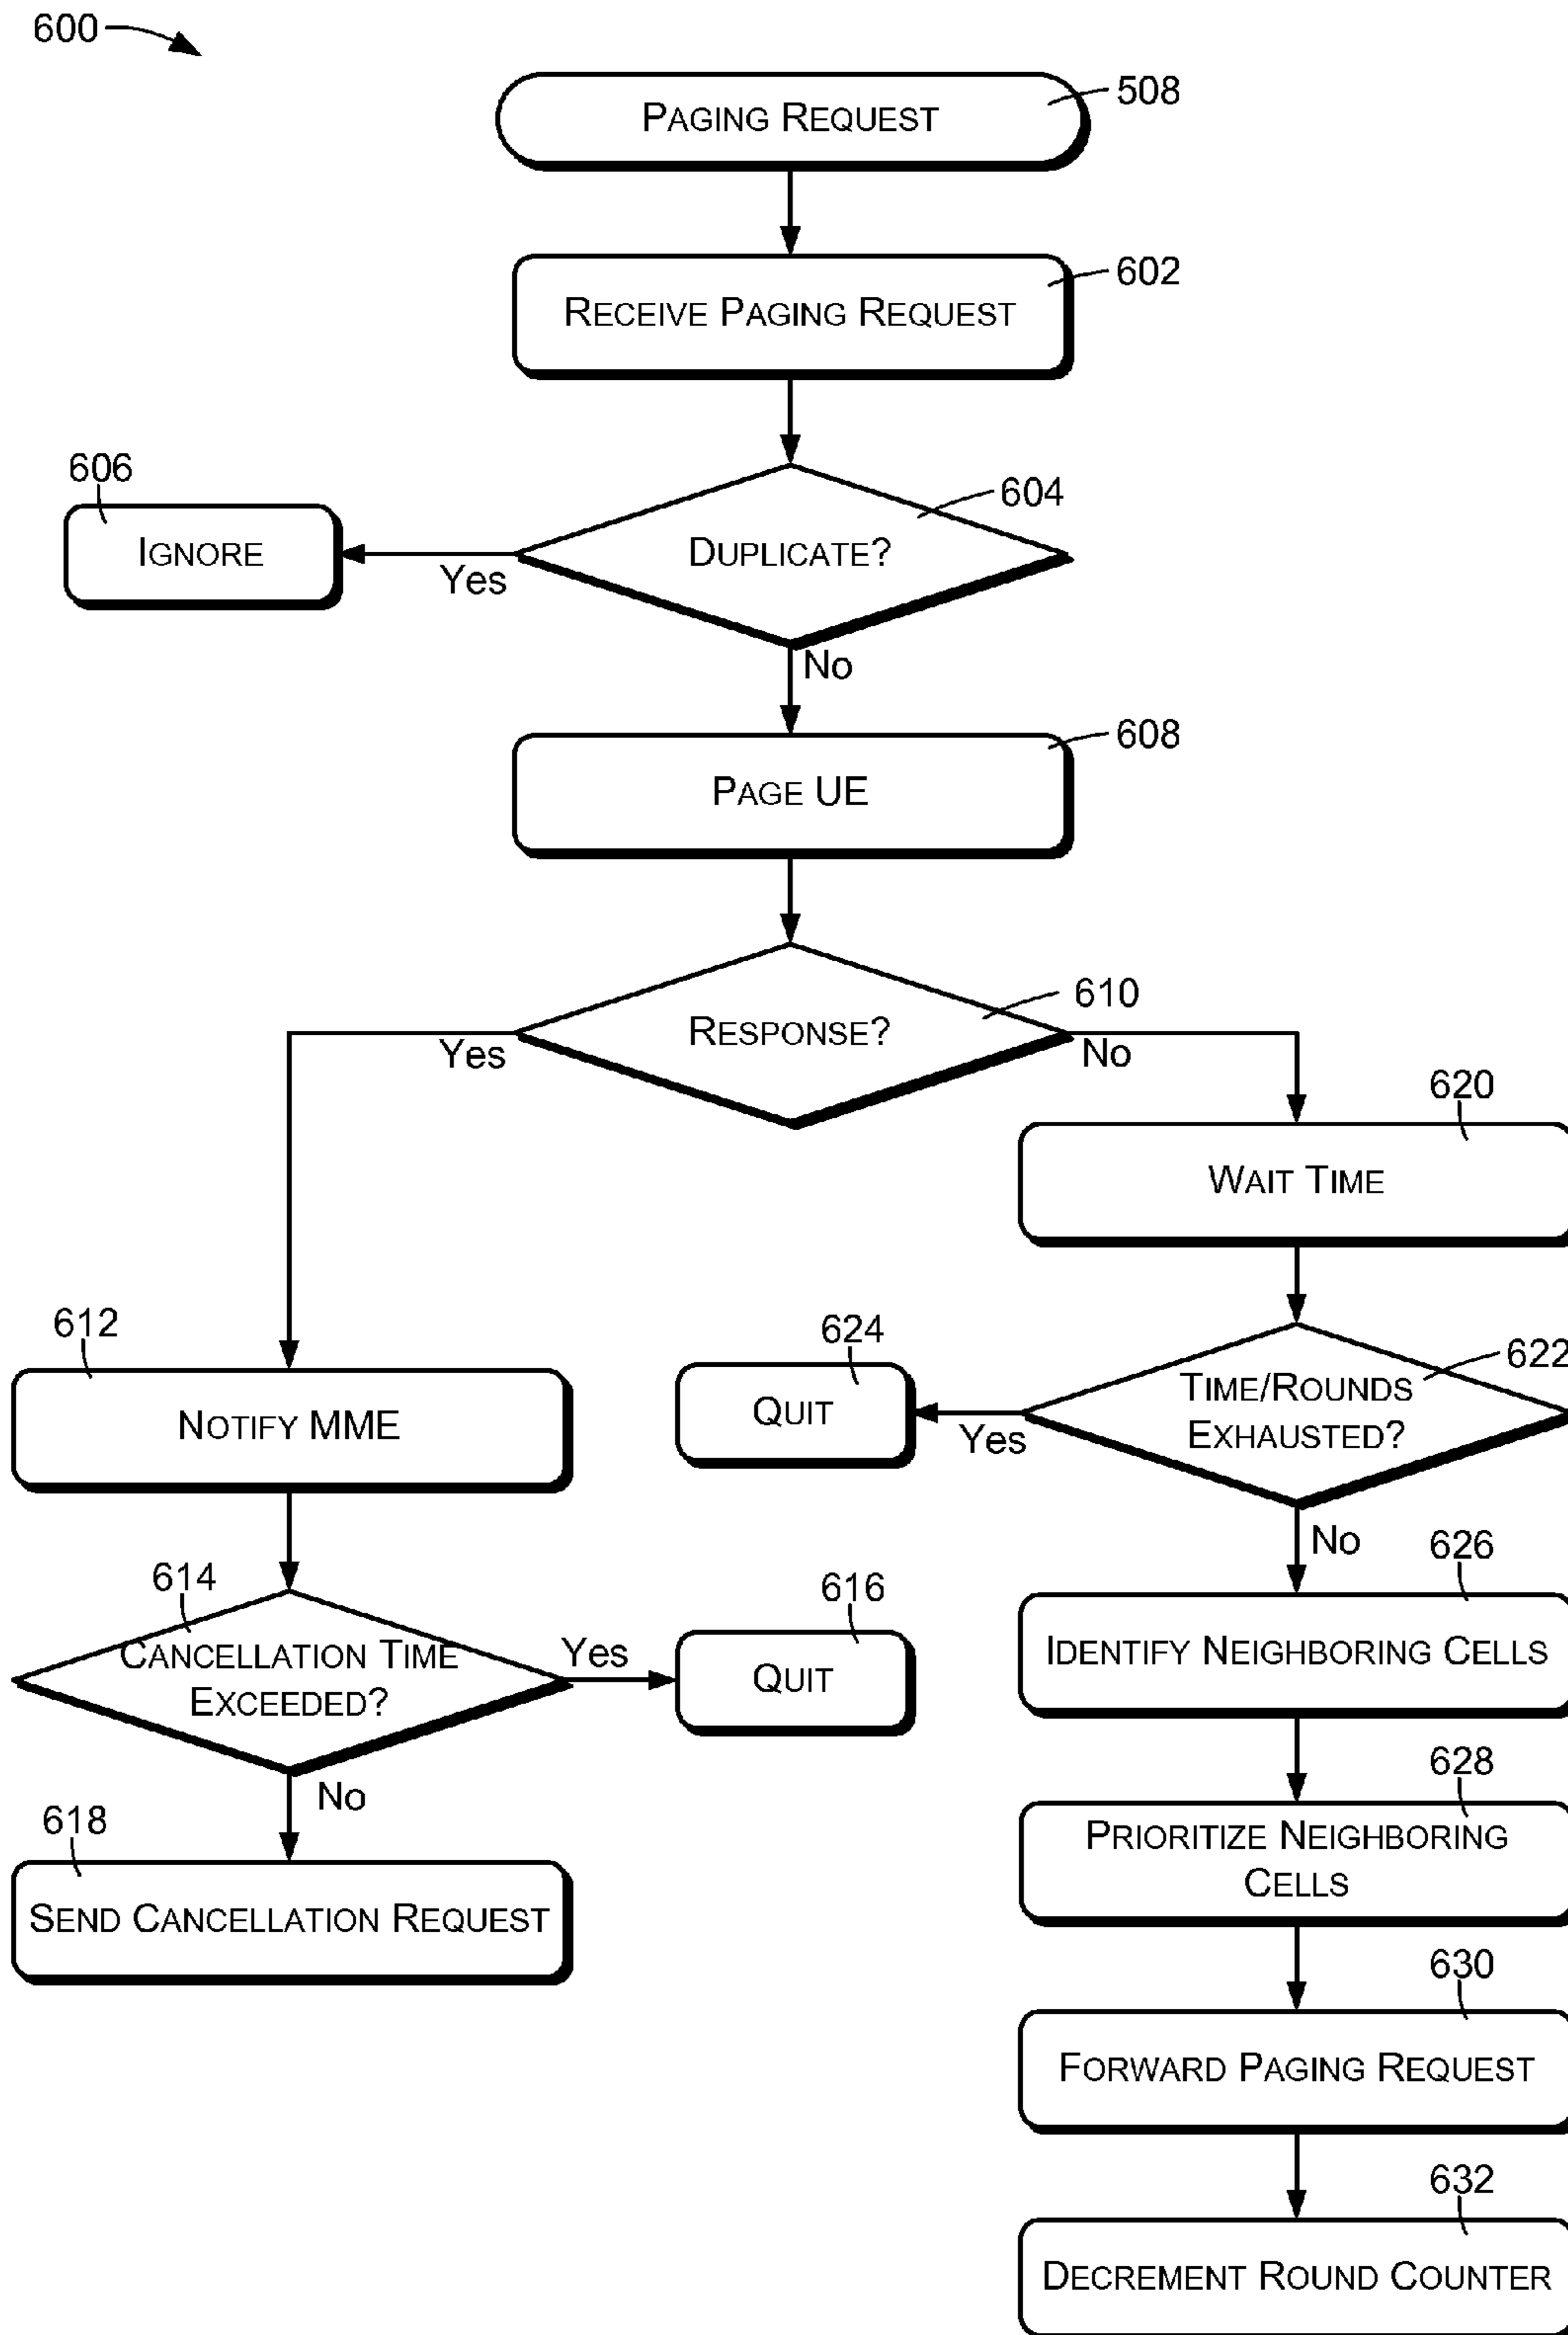 600
PAGING REQUEST
508
RECEIVE PAGING REQUEST
602
606
IGNORE
Yes
DUPLICATE?
604
No
PAGE UE
608
RESPONSE?
610
Yes
No
620
WAIT TIME
612
NOTIFY MME
624
QUIT
Yes
TIME/ROUNDS
EXHAUSTED?
622
No
614
CANCELLATION TIME
EXCEEDED?
Yes
616
QUIT
No
618
SEND CANCELLATION REQUEST
626
IDENTIFY NEIGHBORING CELLS
628
PRIORITIZE NEIGHBORING
CELLS
630
FORWARD PAGING REQUEST
632
DECREMENT ROUND COUNTER